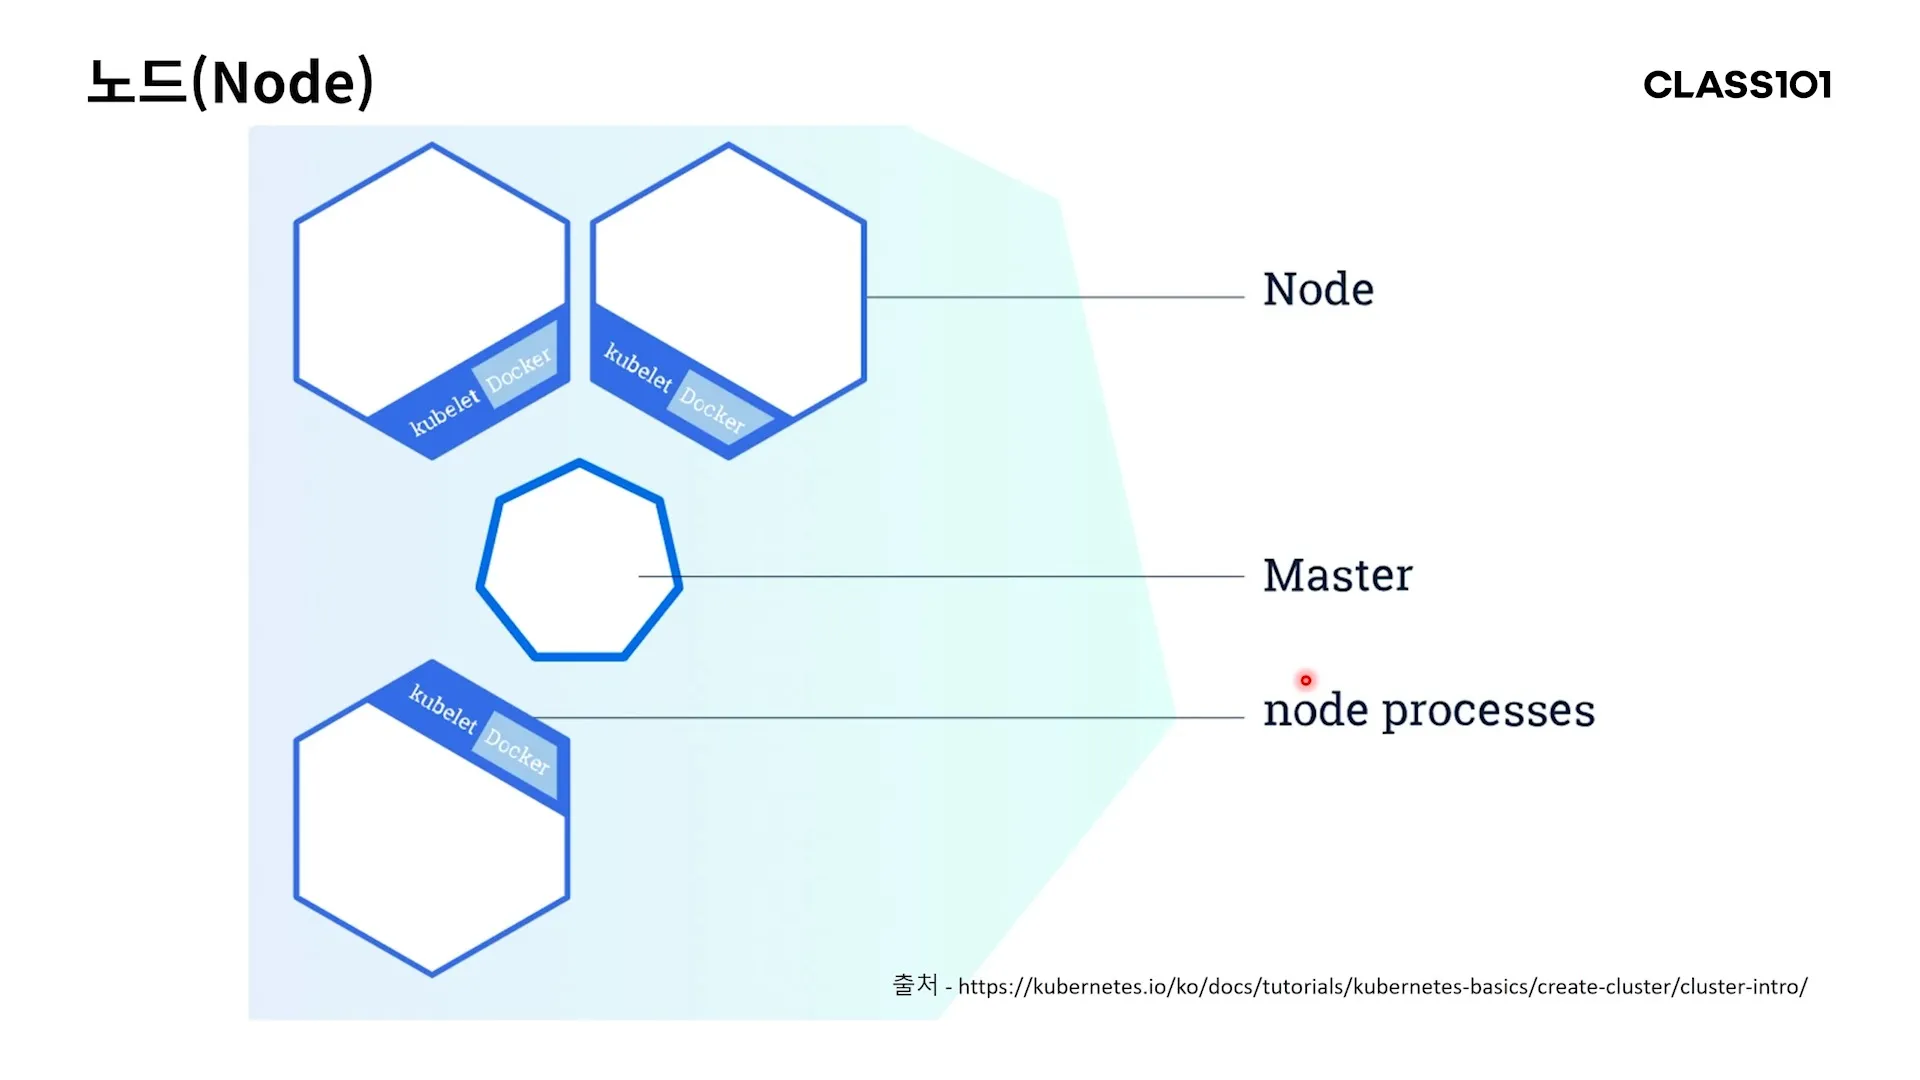 노드(Node)
CLASS101
kubelet Docker
kubelet Docker
Node
Master
kubelet Docker
node processes
출처 - https://kubernetes.io/ko/docs/tutorials/kubernetes-basics/create-cluster/cluster-intro/